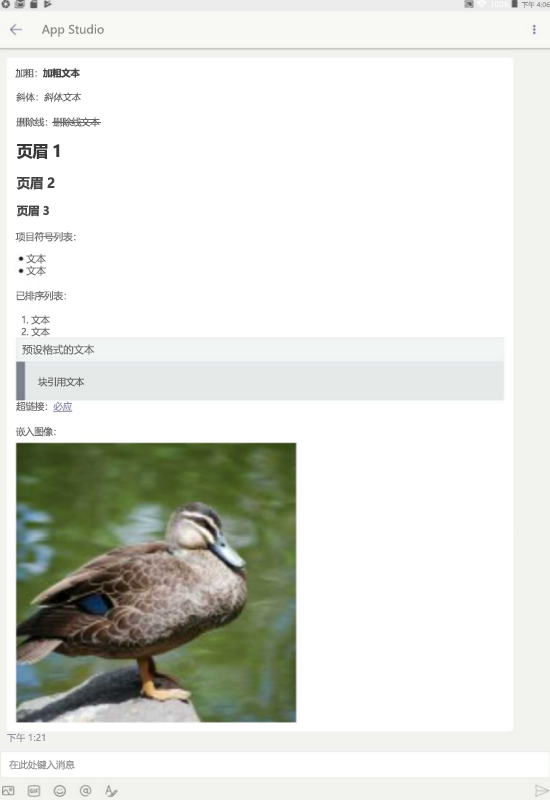 100%
下午 4:06
App Studio
加粗: 加粗文本
斜体: 斜体文本
删除线: 删除线文本
页眉 1
页眉 2
页眉 3
项目符号列表:
• 文本
• 文本
已排序列表:
1. 文本
2. 文本
预设格式的文本
块引用文本
超链接: 必应
嵌入图像:
下午 1:21
在此处键入消息
GIF